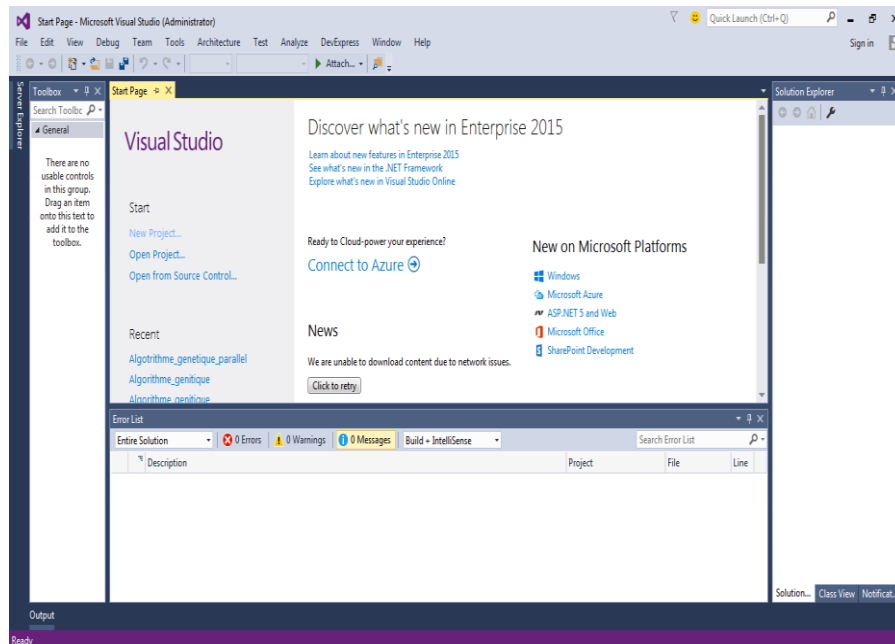 Start Page - Microsoft Visual Studio (Administrator)
Quick Launch (Ctrl+Q)
File Edit View Debug Team Tools Architecture Test Analyze DevExpress Window Help
Sign in
Attach...
Server Explorer
Toolbox
Search Toolbc
General
There are no
usable controls
in this group.
Drag an item
onto this text to
add it to the
toolbox.
Start Page
Visual Studio
Start
New Project...
Open Project...
Open from Source Control...
Recent
Algotrithme_genetique_parallel
Algorithme_genitique
Algorithme_genitique
Discover what's new in Enterprise 2015
Learn about new features in Enterprise 2015
See what's new in the .NET Framework
Explore what's new in Visual Studio Online
Ready to Cloud-power your experience?
Connect to Azure
News
We are unable to download content due to network issues.
Click to retry
New on Microsoft Platforms
Windows
Microsoft Azure
ASP.NET 5 and Web
Microsoft Office
SharePoint Development
Solution Explorer
Error List
Entire Solution 0 Errors 0 Warnings 0 Messages Build + IntelliSense Search Error List
Description Project File Line
Solution... Class View Notificat...
Output
Ready